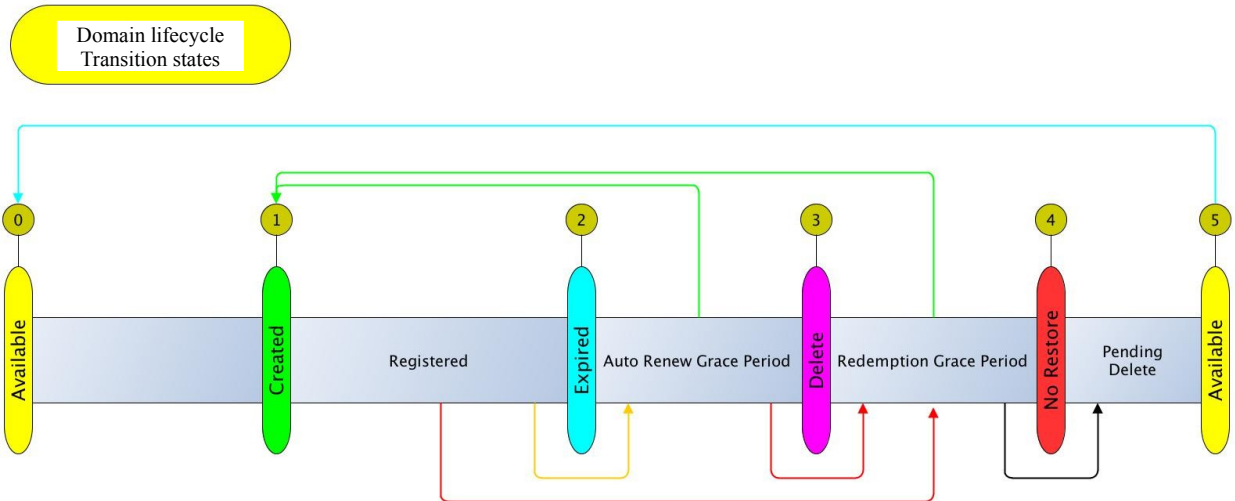 Domain lifecycle
Transition states
0
1
2
3
4
5
Available
Created
Registered
Expired
Auto Renew Grace Period
Delete
Redemption Grace Period
No Restore
Pending
Delete
Available